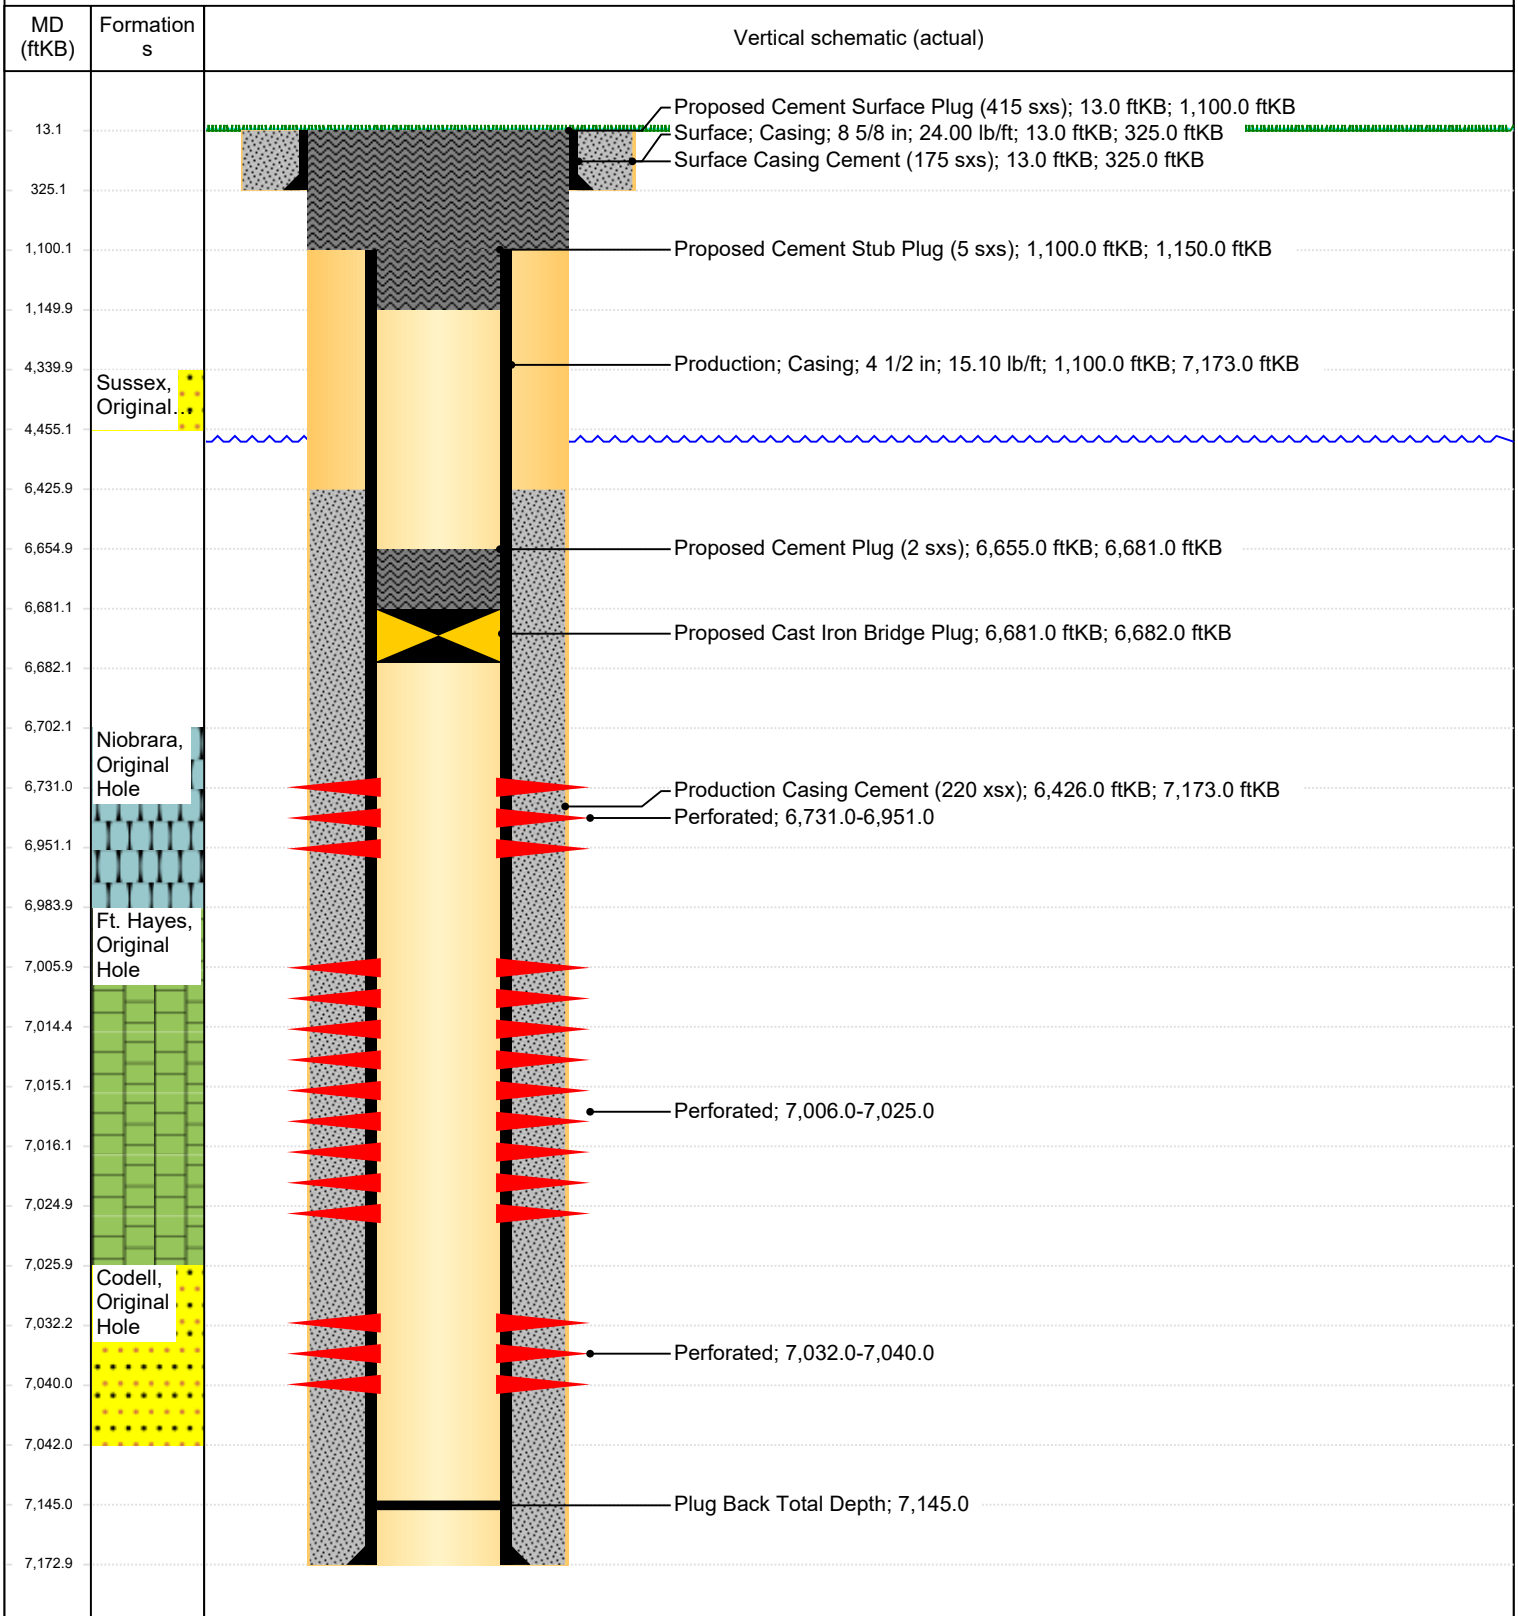 MD
(ftKB)
Formation
s
Vertical schematic (actual)
Proposed Cement Surface Plug (415 sxs); 13.0 ftKB; 1,100.0 ftKB
13.1
Surface; Casing; 8 5/8 in; 24.00 lb/ft; 13.0 ftKB; 325.0 ftKB
Surface Casing Cement (175 sxs); 13.0 ftKB; 325.0 ftKB
325.1
1,100.1
Proposed Cement Stub Plug (5 sxs); 1,100.0 ftKB; 1,150.0 ftKB
1,149.9
4,339.9
Production; Casing; 4 1/2 in; 15.10 lb/ft; 1,100.0 ftKB; 7,173.0 ftKB
Sussex,
Original...
4,455.1
6,425.9
6,654.9
Proposed Cement Plug (2 sxs); 6,655.0 ftKB; 6,681.0 ftKB
6,681.1
Proposed Cast Iron Bridge Plug; 6,681.0 ftKB; 6,682.0 ftKB
6,682.1
6,702.1
Niobrara,
Original
Hole
6,731.0
Production Casing Cement (220 xsx); 6,426.0 ftKB; 7,173.0 ftKB
Perforated; 6,731.0-6,951.0
6,951.1
6,983.9
Ft. Hayes,
Original
Hole
7,005.9
7,014.4
7,015.1
Perforated; 7,006.0-7,025.0
7,016.1
7,024.9
7,025.9
Codell,
Original
Hole
7,032.2
Perforated; 7,032.0-7,040.0
7,040.0
7,042.0
7,145.0
Plug Back Total Depth; 7,145.0
7,172.9